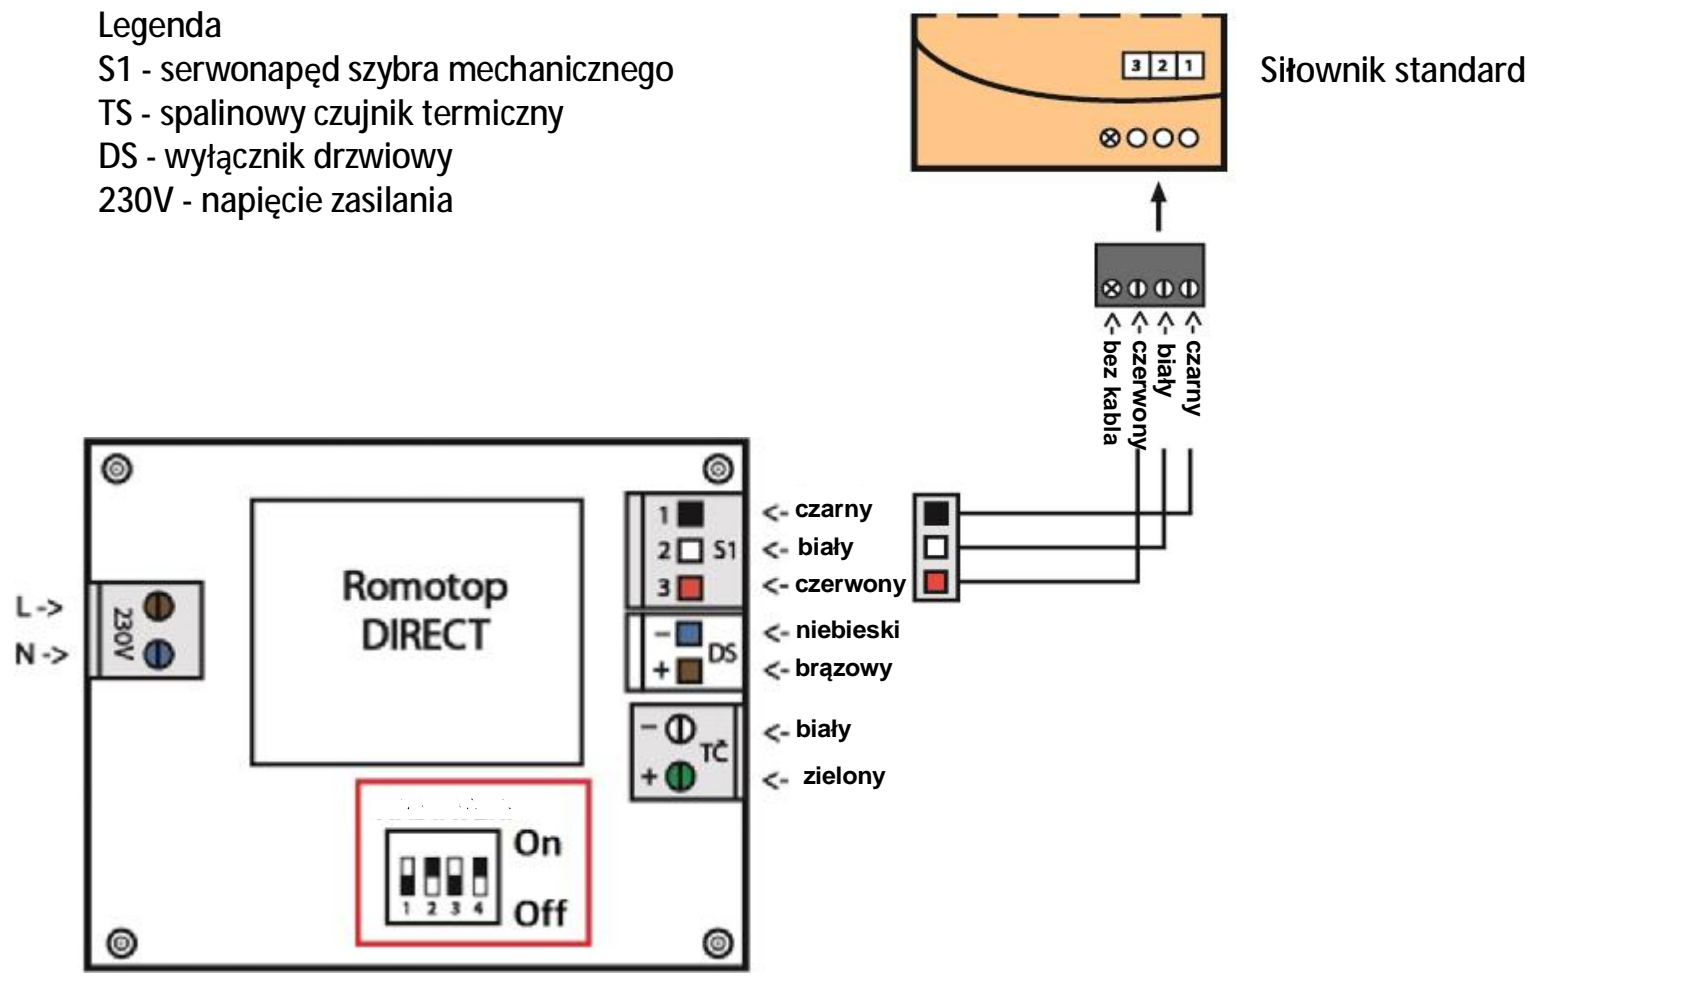 Legenda
S1 - serwonapęd szybra mechanicznego
TS - spalinowy czujnik termiczny
DS - wyłącznik drzwiowy
230V - napięcie zasilania
3 2 1
Siłownik standard
<- bez kabla
<- czerwony
<- biały
<- czarny
L ->
N ->
230V
Romotop
DIRECT
1
2 S1
3
<- czarny
<- biały
<- czerwony
-
+ DS
<- niebieski
<- brązowy
-
+ TČ
<- biały
<- zielony
On
1 2 3 4
Off